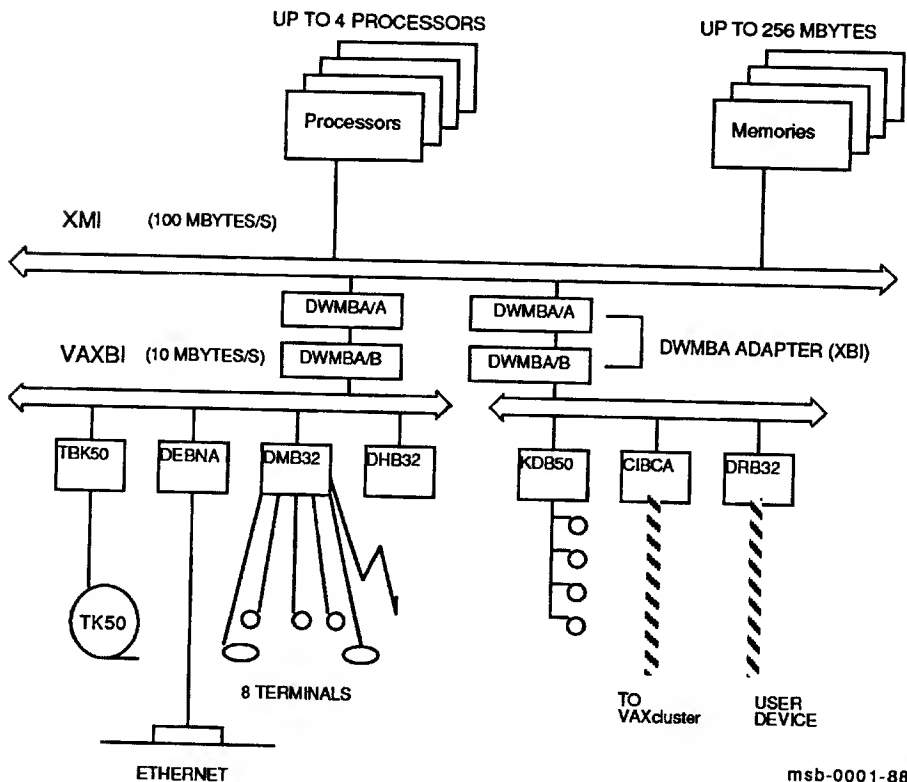 UP TO 4 PROCESSORS
UP TO 256 MBYTES
Processors
Memories
XMI (100 MBYTES/S)
DWMBA/A
DWMBA/A
DWMBA ADAPTER (XBI)
VAXBI (10 MBYTES/S)
DWMBA/B
DWMBA/B
TBK50
DEBNA
DMB32
DHB32
KDB50
CIBCA
DRB32
TK50
8 TERMINALS
TO
VAXcluster
USER
DEVICE
ETHERNET
msb-0001-88